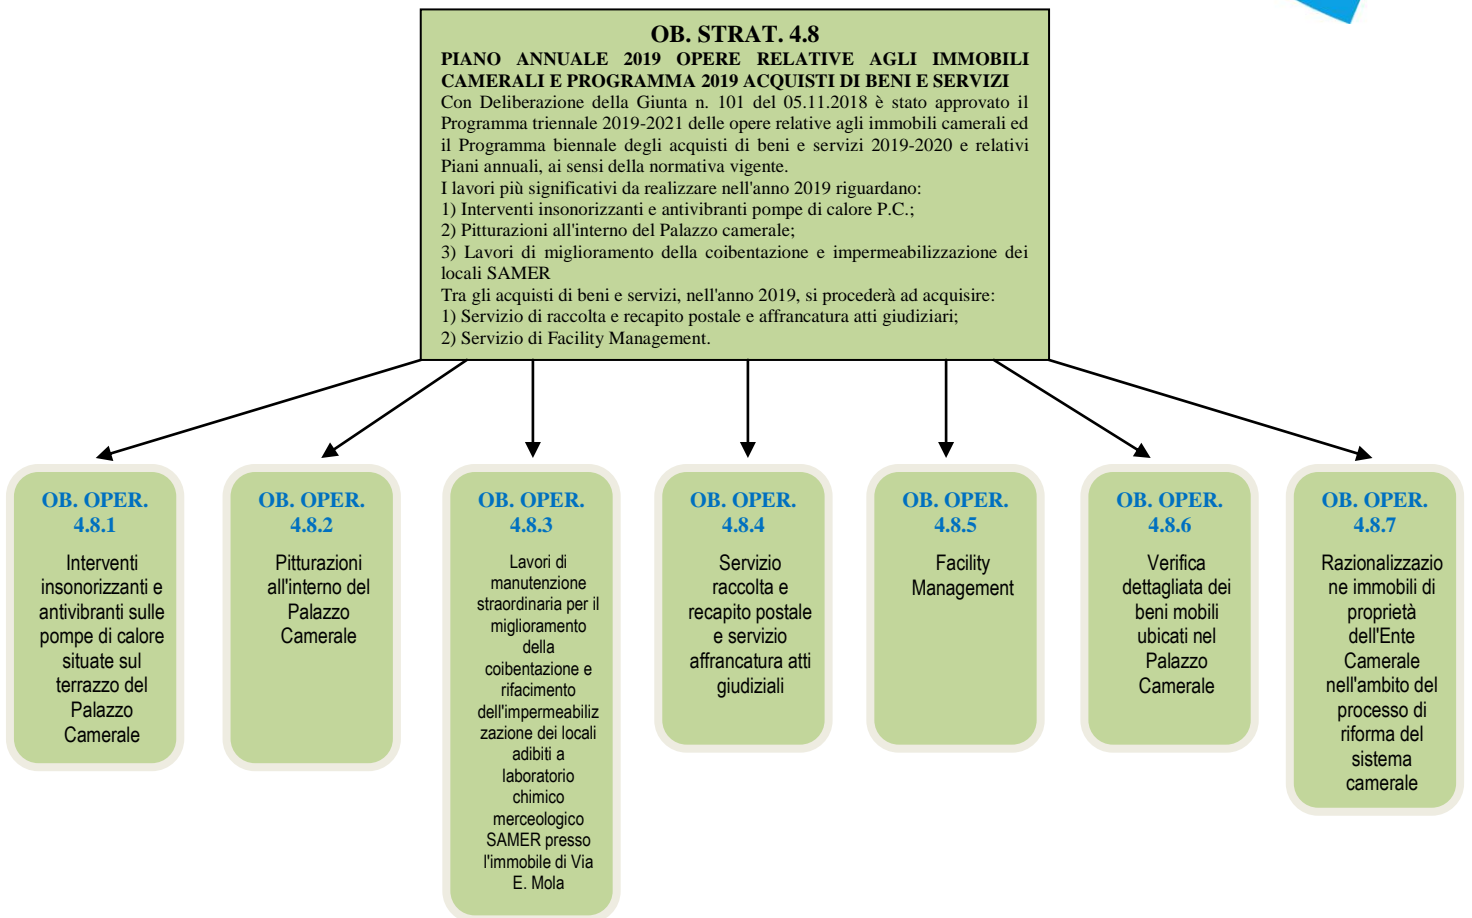 OB. STRAT. 4.8
PIANO ANNUALE 2019 OPERE RELATIVE AGLI IMMOBILI
CAMERALI E PROGRAMMA 2019 ACQUISTI DI BENI E SERVIZI
Con Deliberazione della Giunta n. 101 del 05.11.2018 è stato approvato il
Programma triennale 2019-2021 delle opere relative agli immobili camerali ed
il Programma biennale degli acquisti di beni e servizi 2019-2020 e relativi
Piani annuali, ai sensi della normativa vigente.
I lavori più significativi da realizzare nell'anno 2019 riguardano:
1) Interventi insonorizzanti e antivibranti pompe di calore P.C.;
2) Pitturazioni all'interno del Palazzo camerale;
3) Lavori di miglioramento della coibentazione e impermeabilizzazione dei
locali SAMER
Tra gli acquisti di beni e servizi, nell'anno 2019, si procederà ad acquisire:
1) Servizio di raccolta e recapito postale e affrancatura atti giudiziari;
2) Servizio di Facility Management.
OB. OPER.
4.8.1
Interventi
insonorizzanti e
antivibranti sulle
pompe di calore
situate sul
terrazzo del
Palazzo
Camerale
OB. OPER.
4.8.2
Pitturazioni
all'interno del
Palazzo
Camerale
OB. OPER.
4.8.3
Lavori di
manutenzione
straordinaria per il
miglioramento
della
coibentazione e
rifacimento
dell'impermeabiliz
zazione dei locali
adibiti a
laboratorio
chimico
merceologico
SAMER presso
l'immobile di Via
E. Mola
OB. OPER.
4.8.4
Servizio
raccolta e
recapito postale
e servizio
affrancatura atti
giudiziali
OB. OPER.
4.8.5
Facility
Management
OB. OPER.
4.8.6
Verifica
dettagliata dei
beni mobili
ubicati nel
Palazzo
Camerale
OB. OPER.
4.8.7
Razionalizzazio
ne immobili di
proprietà
dell'Ente
Camerale
nell'ambito del
processo di
riforma del
sistema
camerale